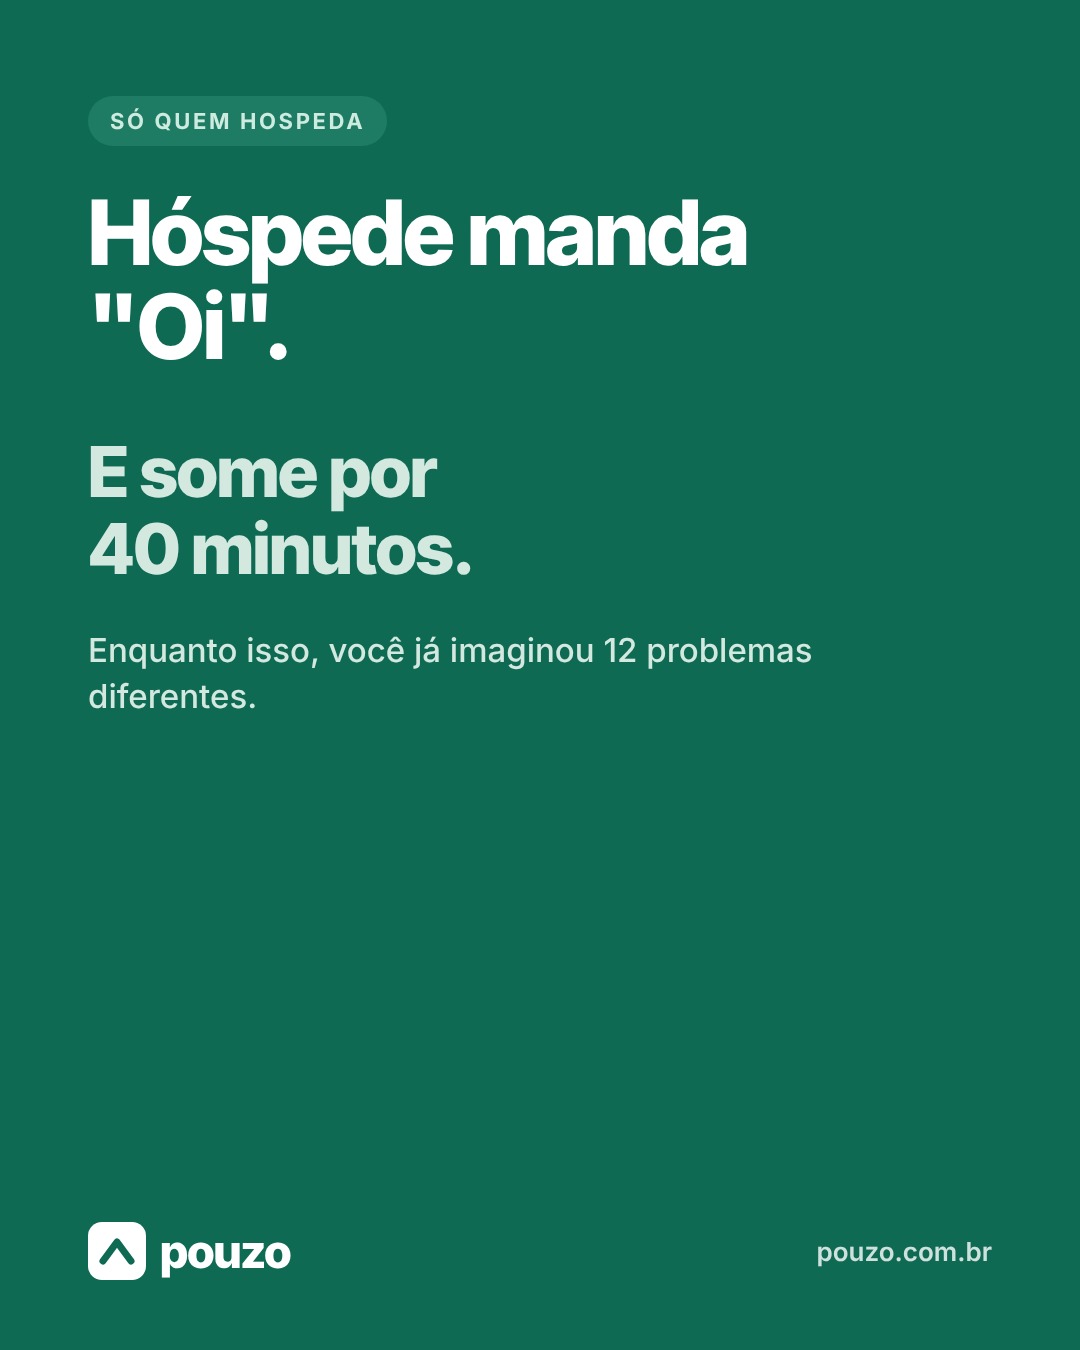 SÓ QUEM HOSPEDA
Hóspede manda
"Oi".
E some por
40 minutos.
Enquanto isso, você já imaginou 12 problemas
diferentes.
pouzo
pouzo.com.br